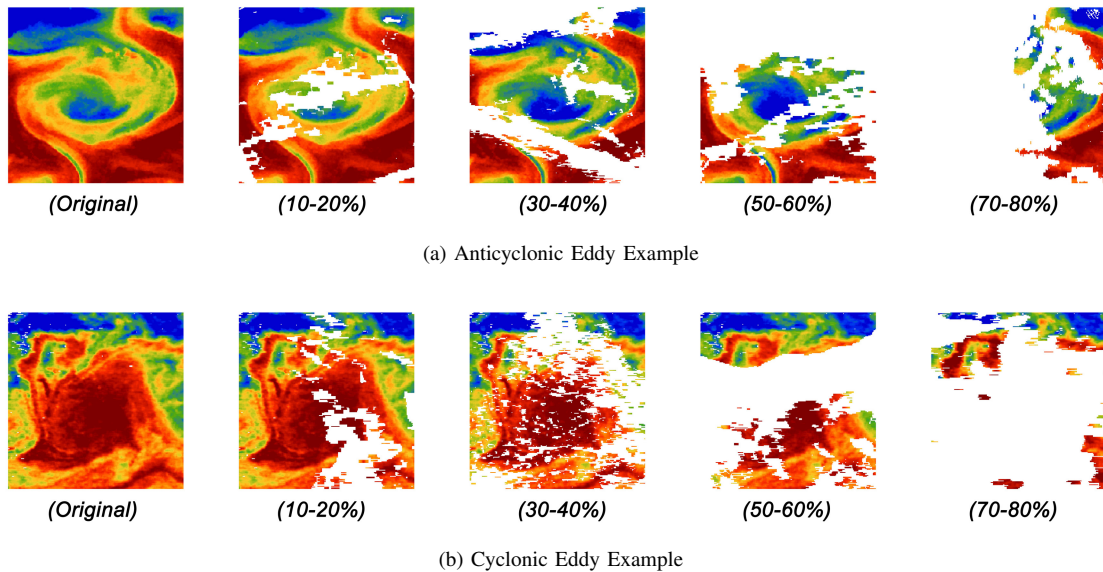 (Original) (10-20%) (30-40%) (50-60%) (70-80%)
(a) Anticyclonic Eddy Example
(Original) (10-20%) (30-40%) (50-60%) (70-80%)
(b) Cyclonic Eddy Example